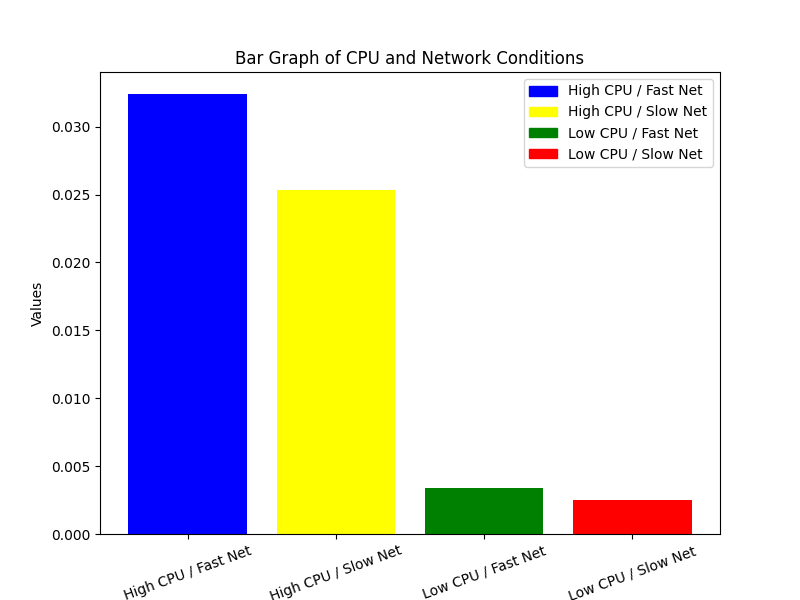 Bar Graph of CPU and Network Conditions
High CPU / Fast Net
High CPU / Slow Net
Low CPU / Fast Net
Low CPU / Slow Net
Values
0.030
0.025
0.020
0.015
0.010
0.005
0.000
High CPU / Fast Net
High CPU / Slow Net
Low CPU / Fast Net
Low CPU / Slow Net